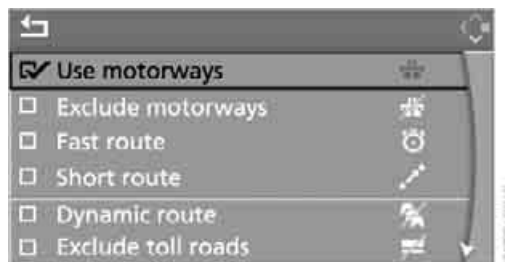 Use motorways
Exclude motorways
Fast route
Short route
Dynamic route
Exclude toll roads